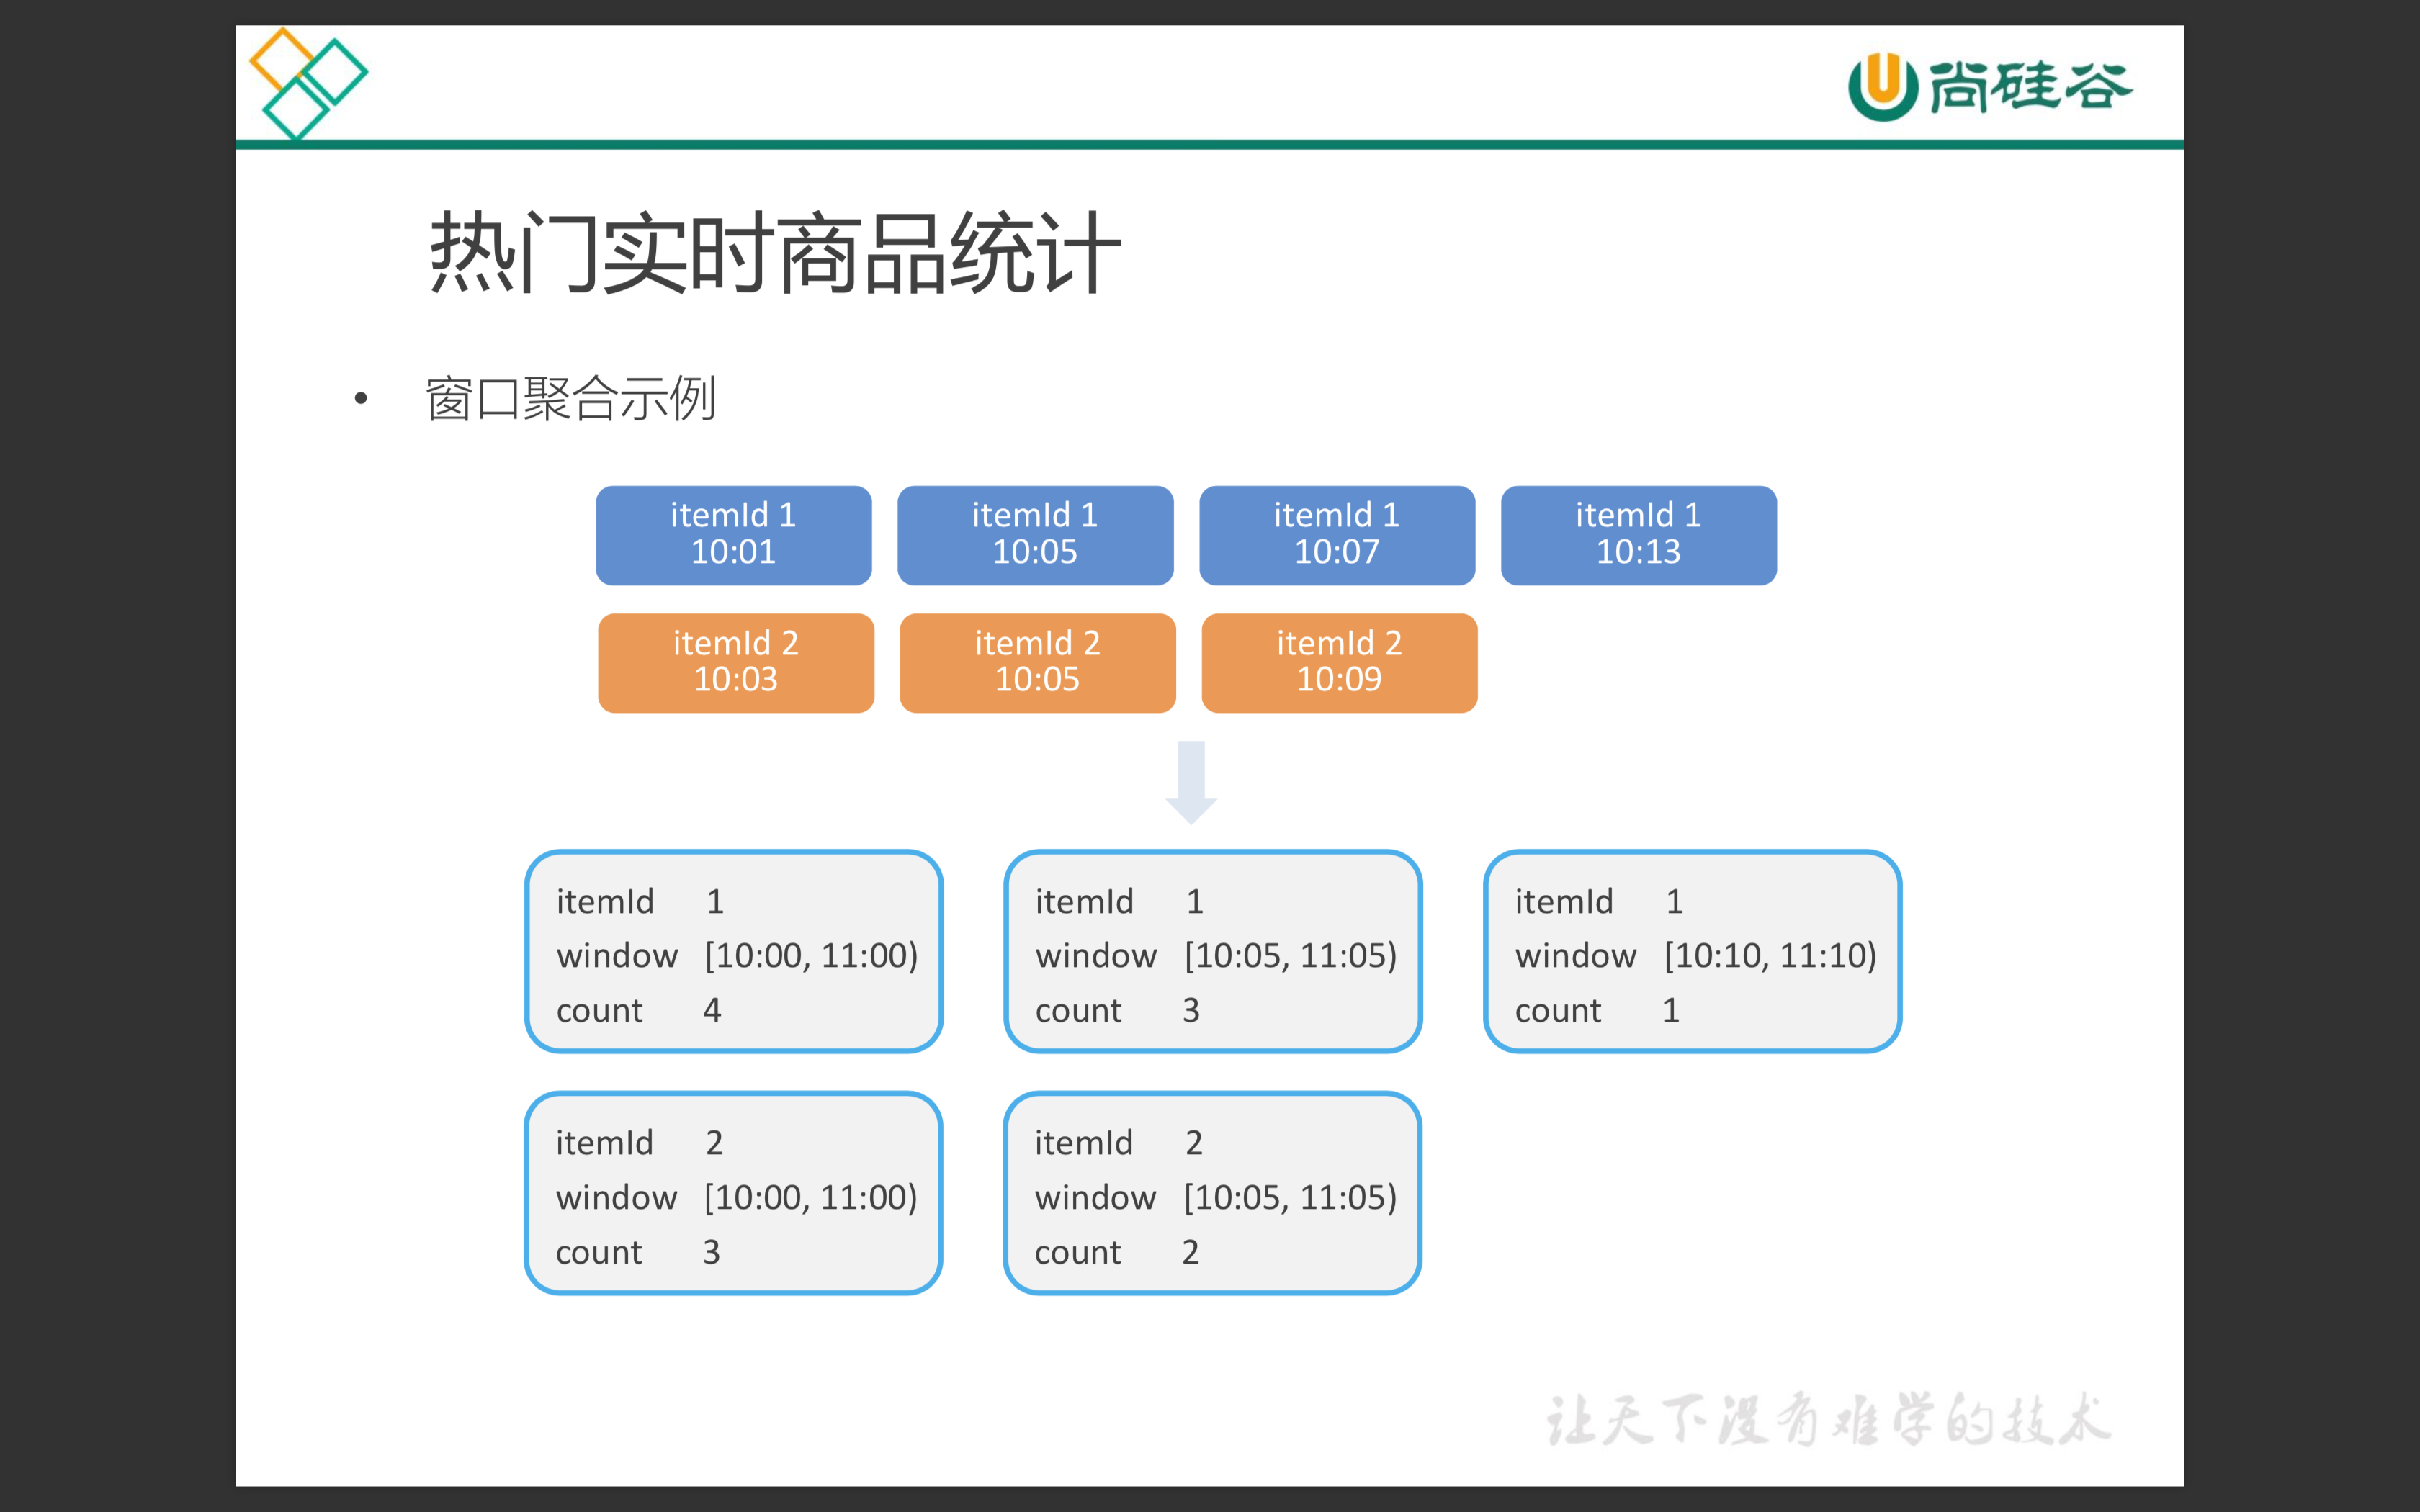 尚硅谷
热门实时商品统计
• 窗口聚合示例
itemId 1
10:01
itemId 1
10:05
itemId 1
10:07
itemId 1
10:13
itemId 2
10:03
itemId 2
10:05
itemId 2
10:09
itemId 1
window [10:00, 11:00)
count 4
itemId 1
window [10:05, 11:05)
count 3
itemId 1
window [10:10, 11:10)
count 1
itemId 2
window [10:00, 11:00)
count 3
itemId 2
window [10:05, 11:05)
count 2
让天下没有难学的技术